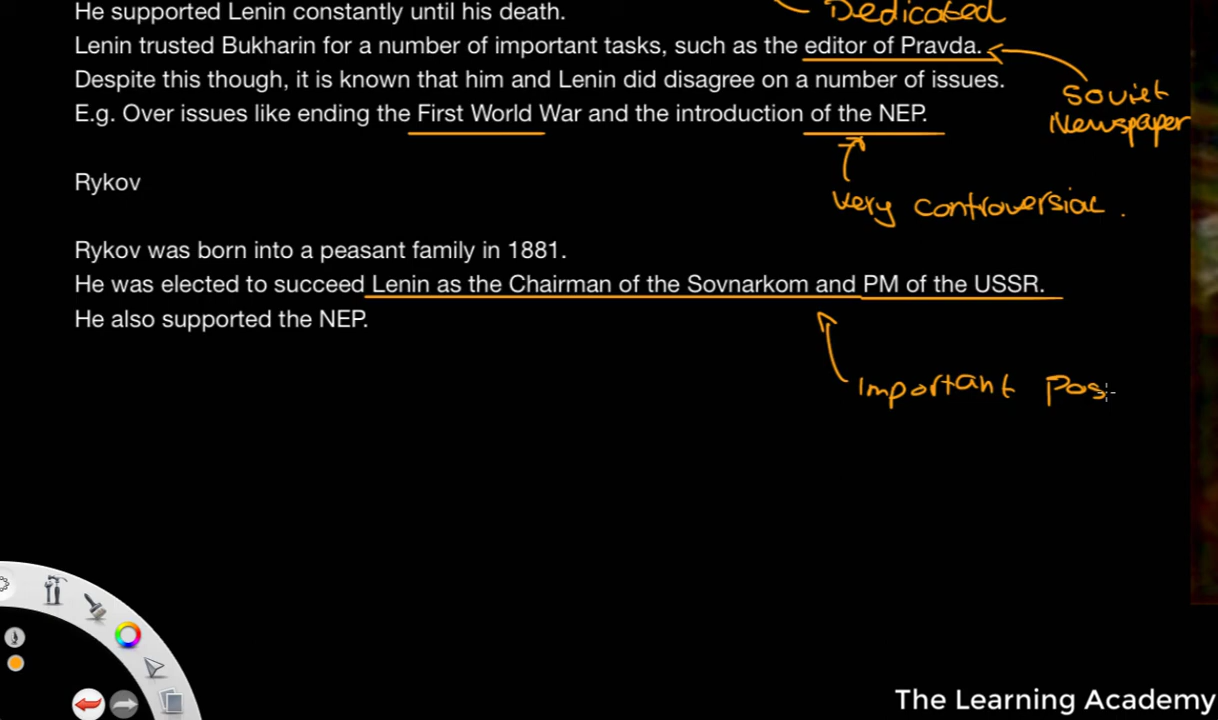 He supported Lenin constantly until his death.
Dedicated
Lenin trusted Bukharin for a number of important tasks, such as the editor of Pravda.
Despite this though, it is known that him and Lenin did disagree on a number of issues.
Soviet
Newspaper
E.g. Over issues like ending the First World War and the introduction of the NEP.
Very controversial.
Rykov
Rykov was born into a peasant family in 1881.
He was elected to succeed Lenin as the Chairman of the Sovnarkom and PM of the USSR.
He also supported the NEP.
Important Pos
The Learning Academy